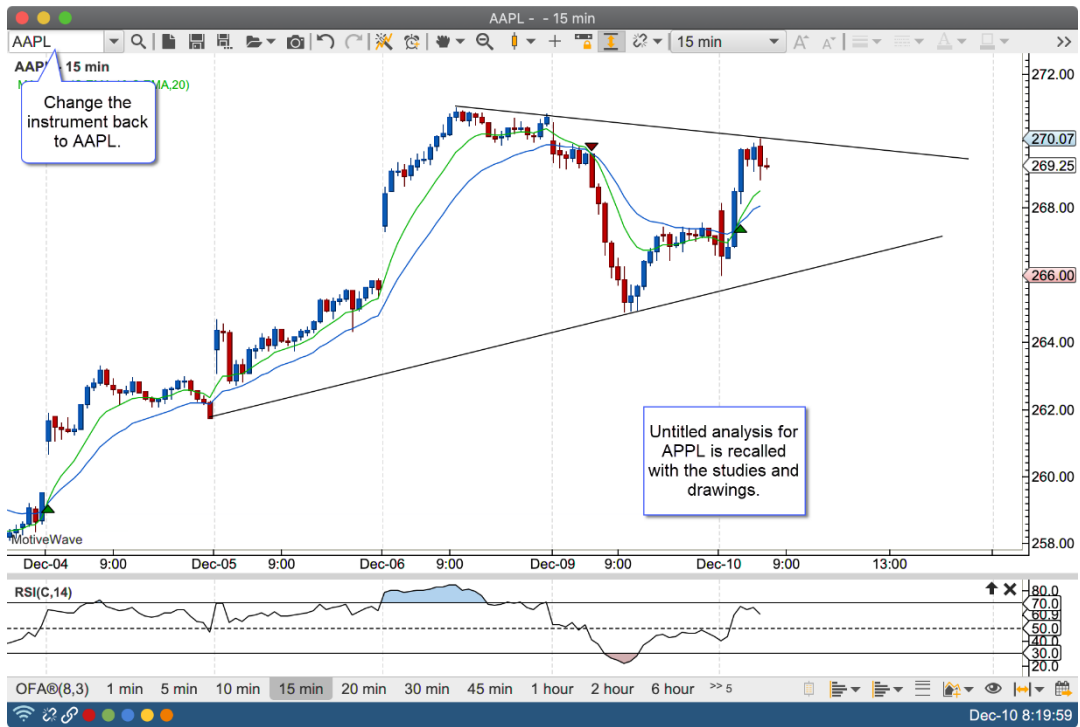 AAPL - - 15 min
AAPL
15 min
AAPL - 15 min
MA,20)
Change the
instrument back
to AAPL.
272.00
270.07
269.25
268.00
266.00
264.00
262.00
260.00
258.00
Untitled analysis for
APPL is recalled
with the studies and
drawings.
MotiveWave
Dec-04 9:00 Dec-05 9:00 Dec-06 9:00 Dec-09 9:00 Dec-10 9:00 13:00
RSI(C,14)
80.0
70.0
60.9
50.0
40.0
30.0
20.0
OFA®(8,3) 1 min 5 min 10 min 15 min 20 min 30 min 45 min 1 hour 2 hour 6 hour >> 5
Dec-10 8:19:59